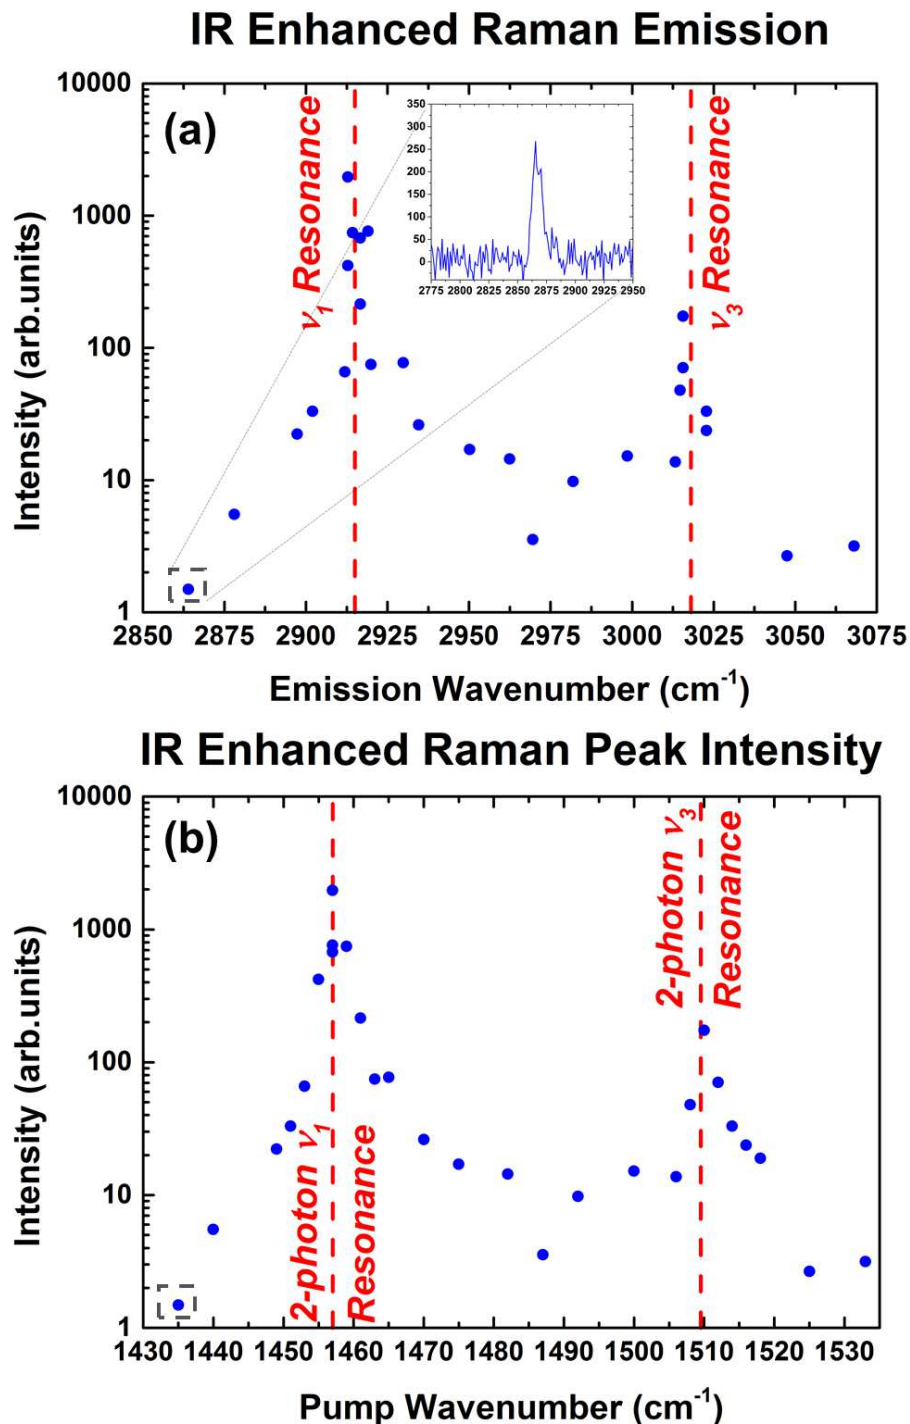 IR Enhanced Raman Emission
(a)
Intensity (arb.units)
10000
1000
100
10
1
ν1 Resonance
ν3 Resonance
350
300
250
200
150
100
50
0
2775 2800 2825 2850 2875 2900 2925 2950
2850 2875 2900 2925 2950 2975 3000 3025 3050 3075
Emission Wavenumber (cm-1)
IR Enhanced Raman Peak Intensity
(b)
Intensity (arb.units)
10000
1000
100
10
1
2-photon ν1
Resonance
2-photon ν3
Resonance
1430 1440 1450 1460 1470 1480 1490 1500 1510 1520 1530
Pump Wavenumber (cm-1)